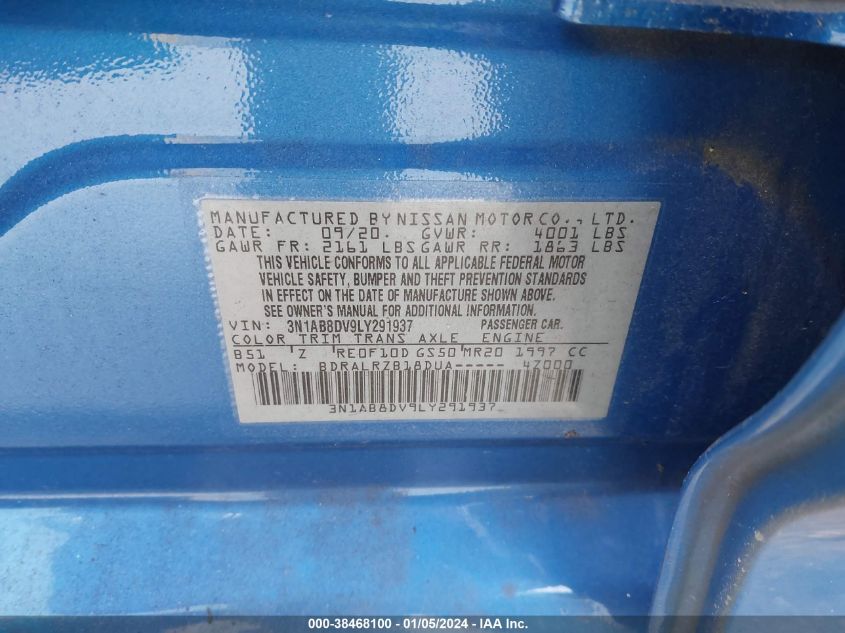 MANUFACTURED BY NISSAN MOTOR CO., LTD.
DATE: 09/20. GVWR: 4001 LBS
GAWR FR: 2161 LBS GAWR RR: 1863 LBS
THIS VEHICLE CONFORMS TO ALL APPLICABLE FEDERAL MOTOR
VEHICLE SAFETY, BUMPER AND THEFT PREVENTION STANDARDS
IN EFFECT ON THE DATE OF MANUFACTURE SHOWN ABOVE.
SEE OWNER'S MANUAL FOR ADDITIONAL INFORMATION.
VIN: 3N1AB8DV9LY291937 PASSENGER CAR.
COLOR TRIM TRANS AXLE ENGINE
B51 Z RE0F10D GS50 MR20 1997 CC
MODEL: BDRALRZB18DUA----- 4Z000
3N1AB8DV9LY291937
000-38468100 - 01/05/2024 - IAA Inc.